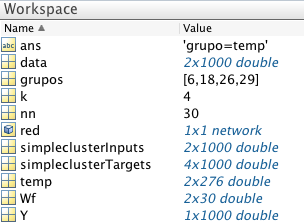 Workspace
Name Value
ans 'grupo=temp'
data 2x1000 double
grupos [6,18,26,29]
k 4
nn 30
red 1x1 network
simpleclusterInputs 2x1000 double
simpleclusterTargets 4x1000 double
temp 2x276 double
Wf 2x30 double
Y 1x1000 double